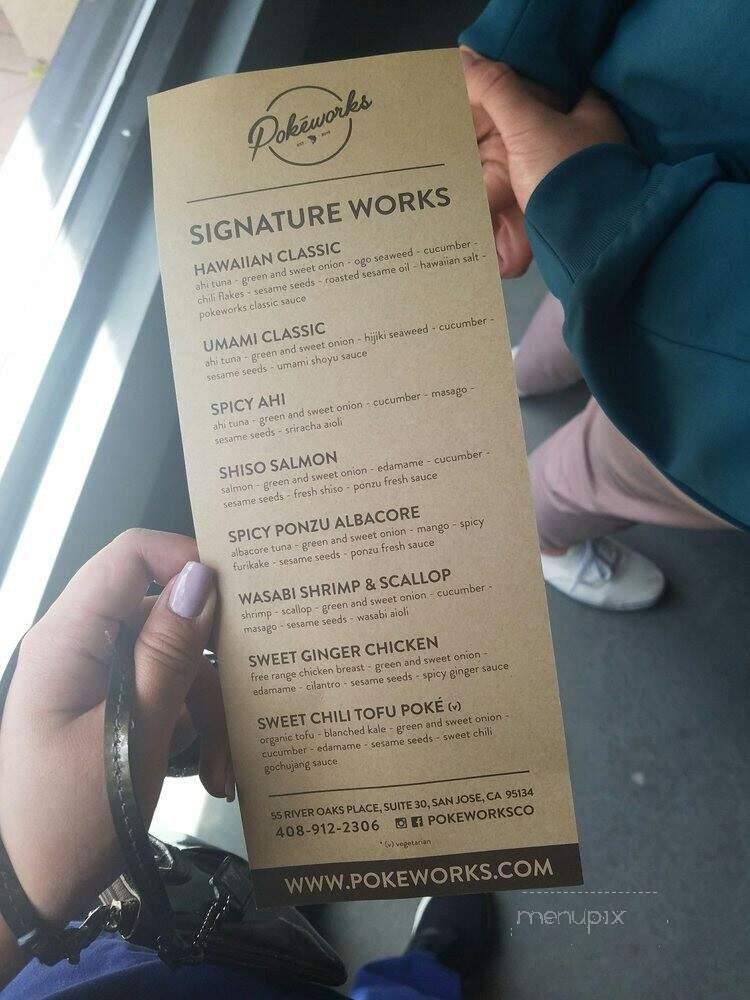 Pokéworks
EST 2015
SIGNATURE WORKS
HAWAIIAN CLASSIC
ahi tuna - green and sweet onion - ogo seaweed - cucumber -
chili flakes - sesame seeds - roasted sesame oil - hawaiian salt -
pokeworks classic sauce
UMAMI CLASSIC
ahi tuna - green and sweet onion - hijiki seaweed - cucumber -
sesame seeds - umami shoyu sauce
SPICY AHI
ahi tuna - green and sweet onion - cucumber - masago -
sesame seeds - sriracha aioli
SHISO SALMON
salmon - green and sweet onion - edamame - cucumber -
sesame seeds - fresh shiso - ponzu fresh sauce
SPICY PONZU ALBACORE
albacore tuna - green and sweet onion - mango - spicy
furikake - sesame seeds - ponzu fresh sauce
WASABI SHRIMP & SCALLOP
shrimp - scallop - green and sweet onion - cucumber -
masago - sesame seeds - wasabi aioli
SWEET GINGER CHICKEN
free range chicken breast - green and sweet onion -
edamame - cilantro - sesame seeds - spicy ginger sauce
SWEET CHILI TOFU POKÉ (v)
organic tofu - blanched kale - green and sweet onion -
cucumber - edamame - sesame seeds - sweet chili
gochujang sauce
55 RIVER OAKS PLACE, SUITE 30, SAN JOSE, CA 95134
408-912-2306 POKEWORKSCO
* (v) vegetarian
WWW.POKEWORKS.COM
menupix